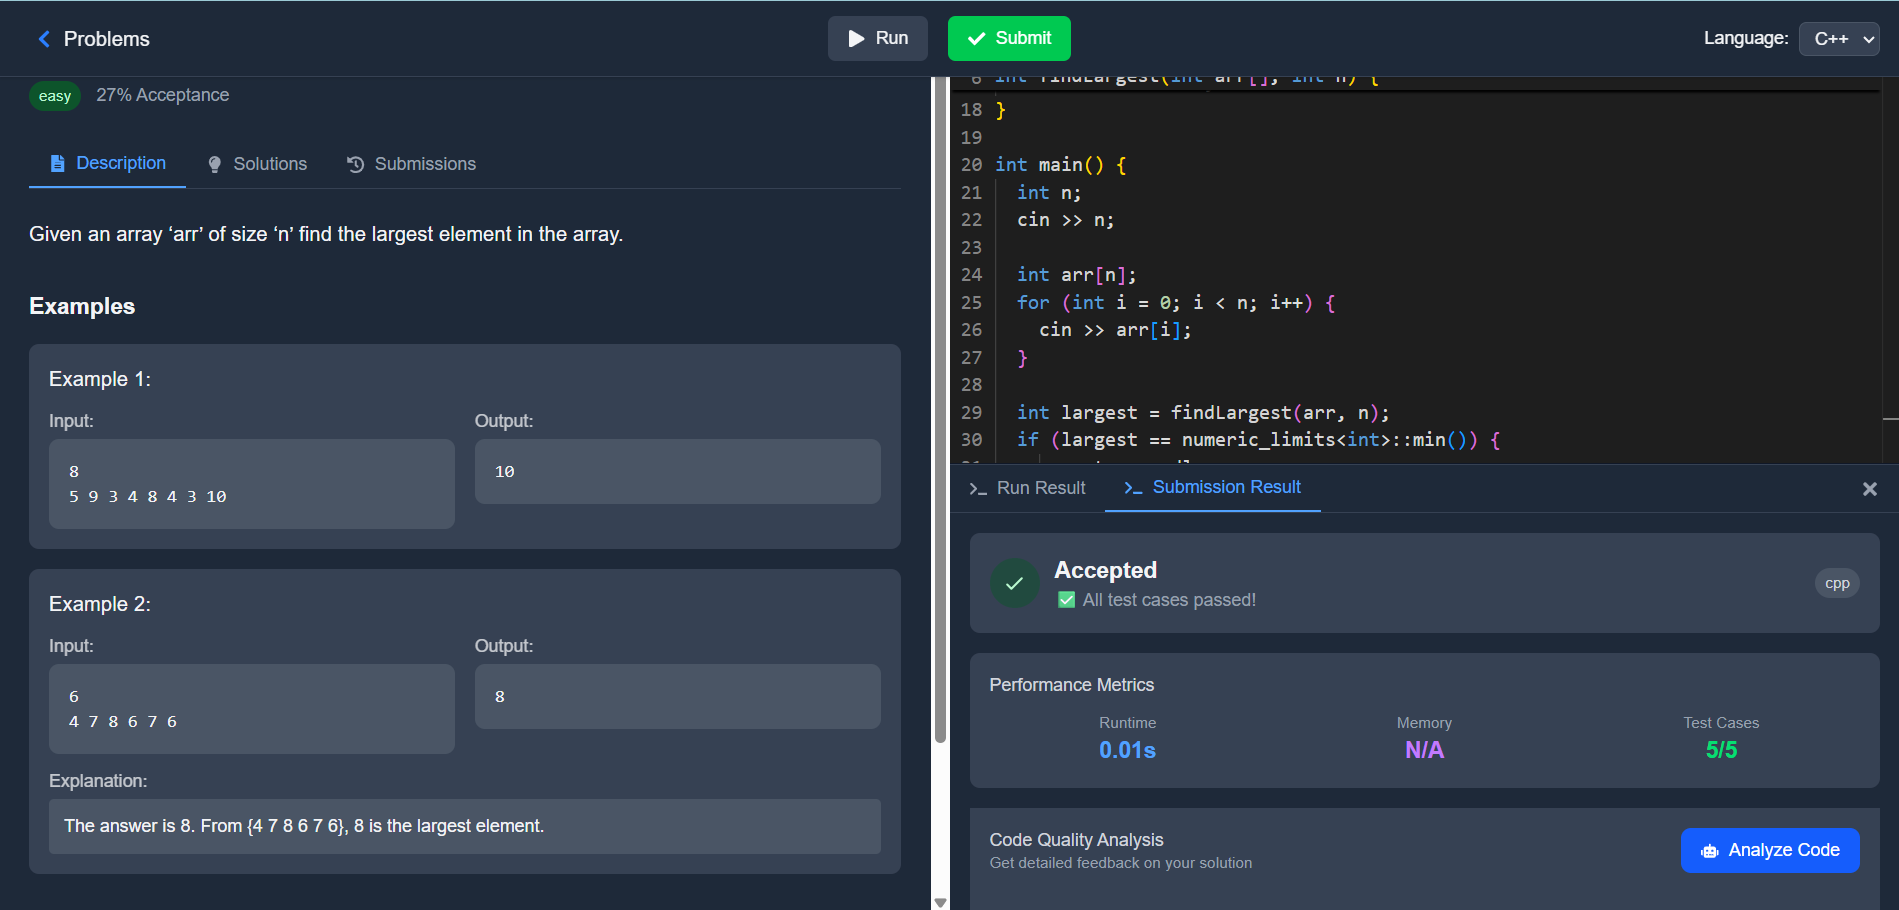 Problems
Run
Submit
Language:
C++
easy
27% Acceptance
Description
Solutions
Submissions
Given an array ‘arr’ of size ‘n’ find the largest element in the array.
Examples
Example 1:
Input:
8
5 9 3 4 8 4 3 10
Output:
10
Example 2:
Input:
6
4 7 8 6 7 6
Output:
8
Explanation:
The answer is 8. From {4 7 8 6 7 6}, 8 is the largest element.
6 int findLargest(int arr[], int n) {
18 }
19
20 int main() {
21 int n;
22 cin >> n;
23
24 int arr[n];
25 for (int i = 0; i < n; i++) {
26 cin >> arr[i];
27 }
28
29 int largest = findLargest(arr, n);
30 if (largest == numeric_limits<int>::min()) {
Run Result
Submission Result
Accepted
All test cases passed!
cpp
Performance Metrics
Runtime
0.01s
Memory
N/A
Test Cases
5/5
Code Quality Analysis
Get detailed feedback on your solution
Analyze Code